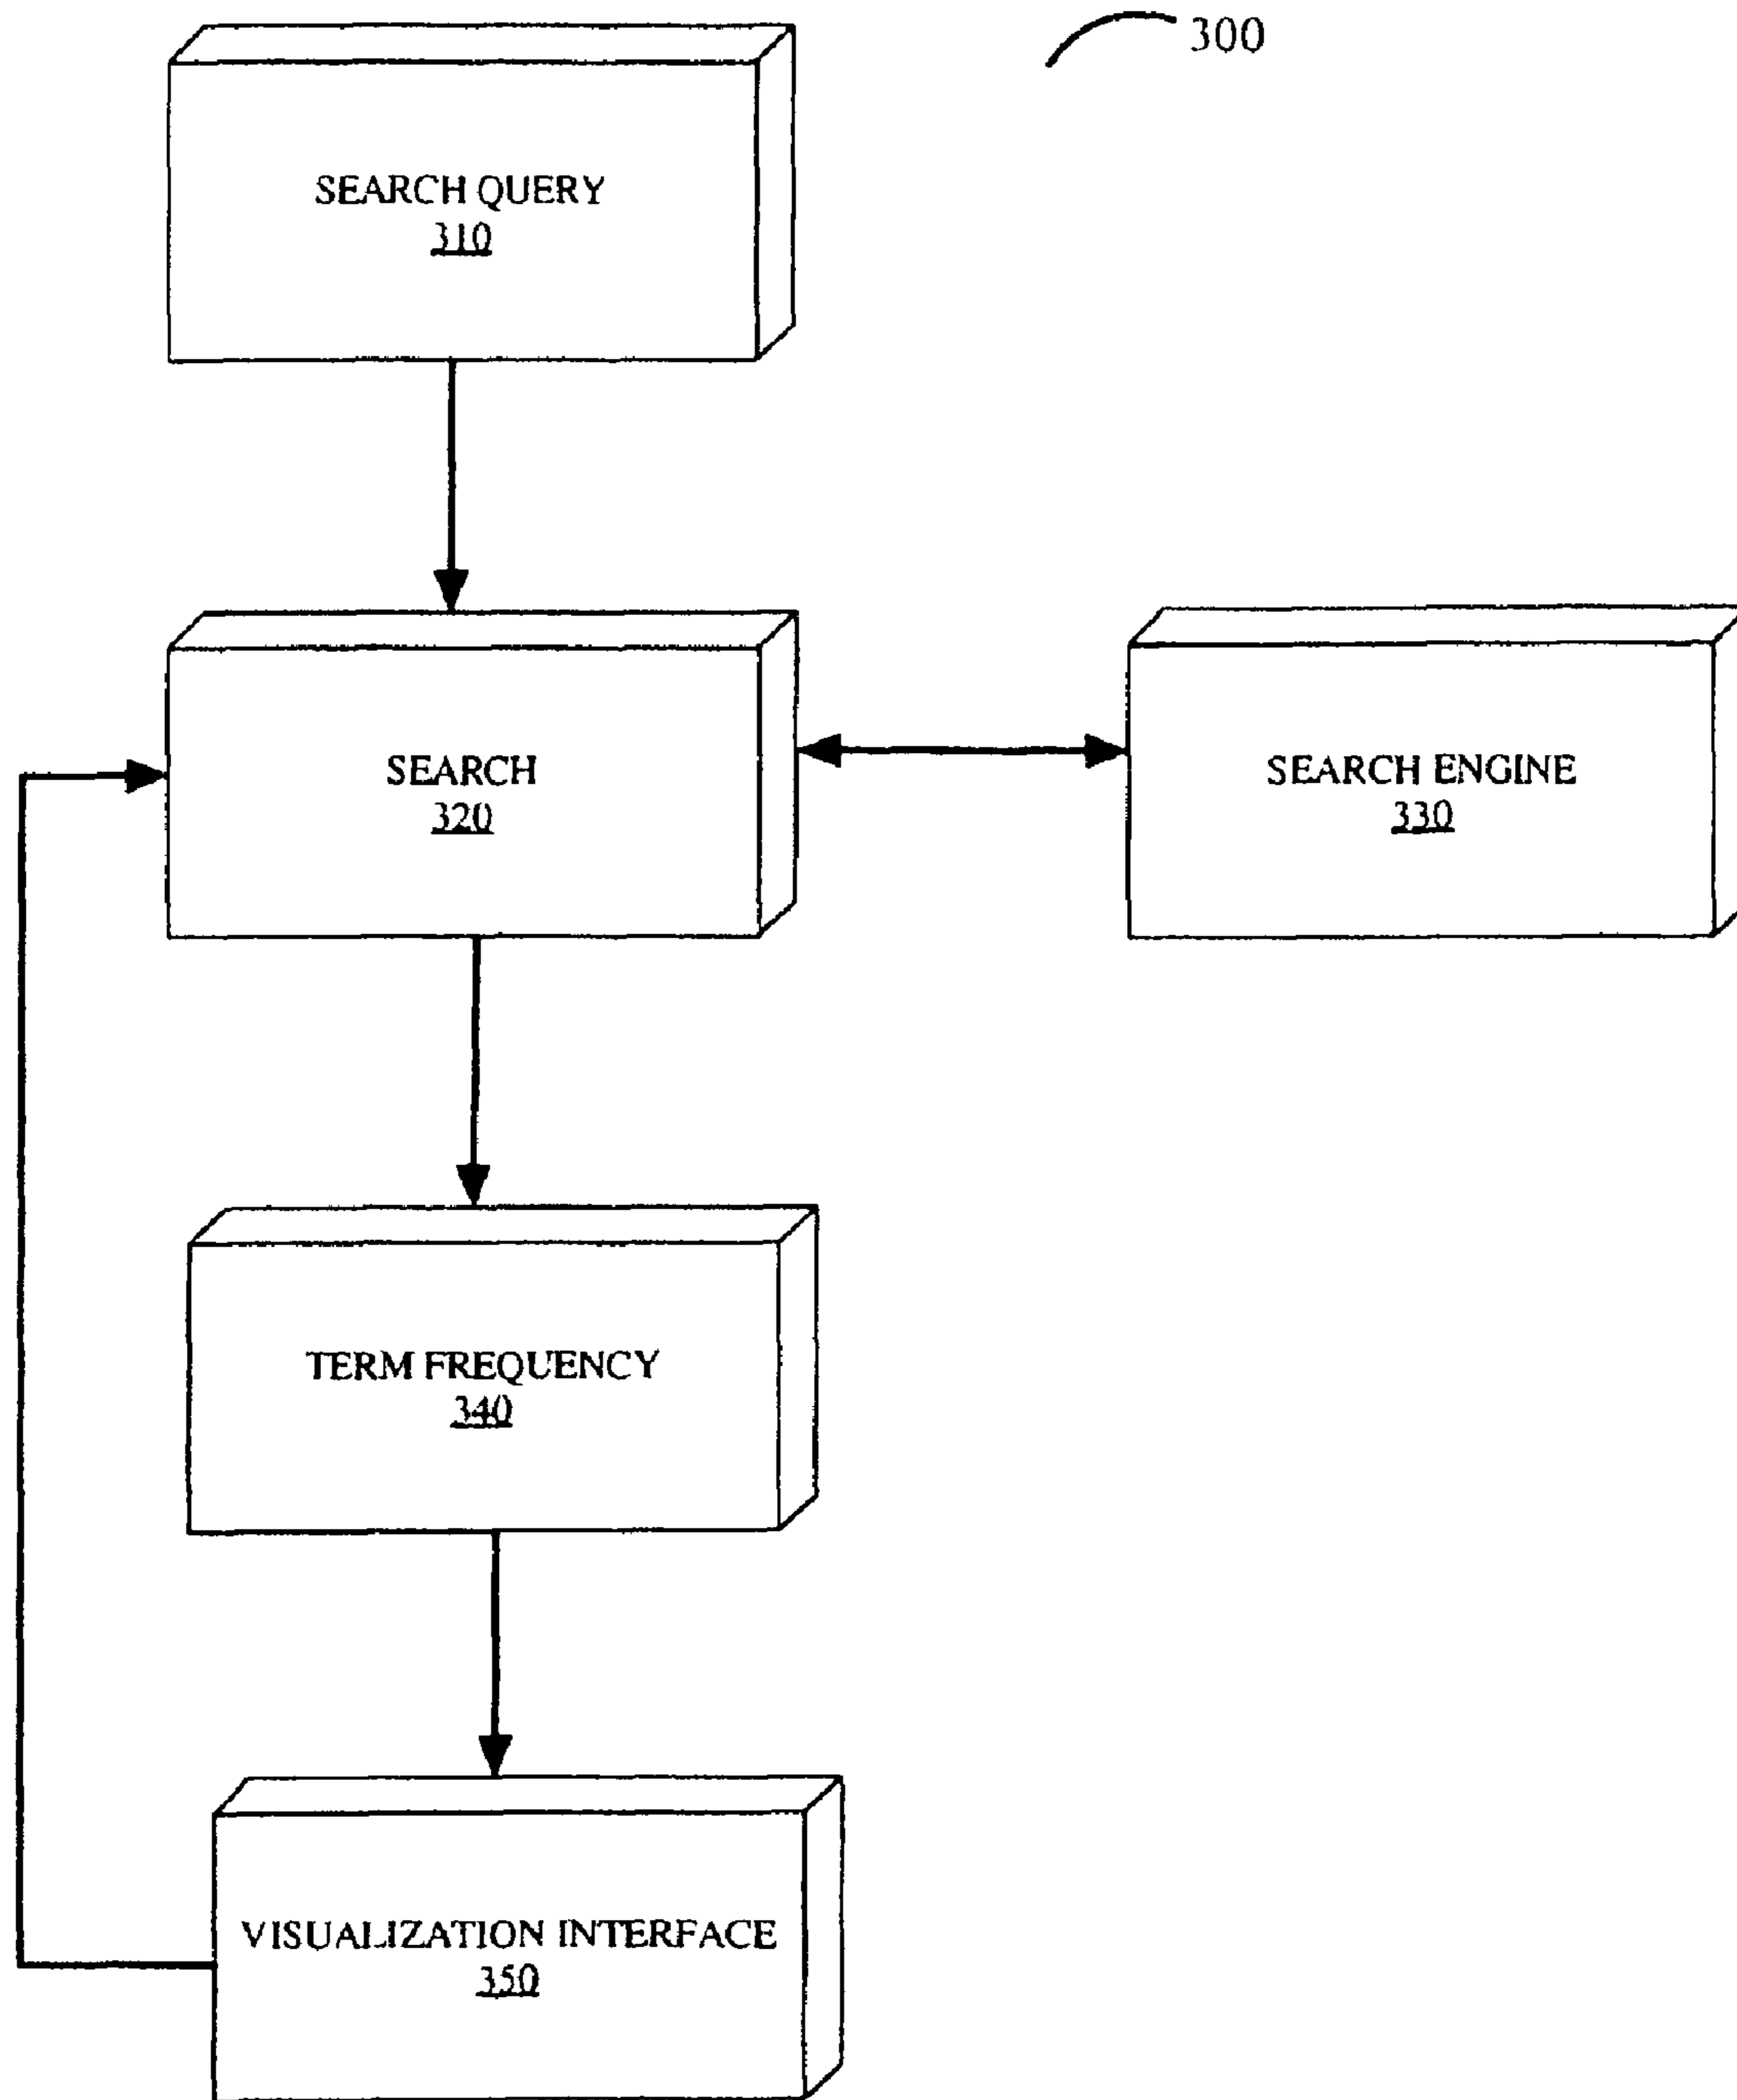 300
SEARCH QUERY
310
SEARCH
320
SEARCH ENGINE
330
TERM FREQUENCY
340
VISUALIZATION INTERFACE
350